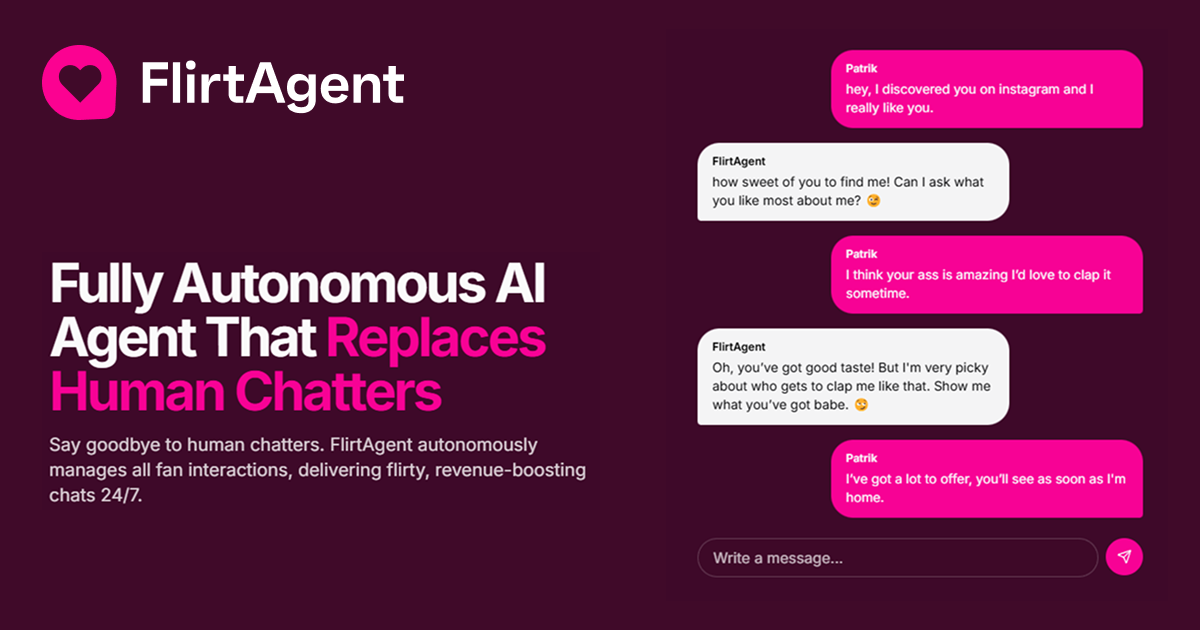 FlirtAgent
Fully Autonomous AI
Agent That Replaces
Human Chatters
Say goodbye to human chatters. FlirtAgent autonomously
manages all fan interactions, delivering flirty, revenue-boosting
chats 24/7.
Patrik
hey, I discovered you on instagram and I
really like you.
FlirtAgent
how sweet of you to find me! Can I ask what
you like most about me? 😉
Patrik
I think your ass is amazing I'd love to clap it
sometime.
FlirtAgent
Oh, you've got good taste! But I'm very picky
about who gets to clap me like that. Show me
what you've got babe. 😏
Patrik
I've got a lot to offer, you'll see as soon as I'm
home.
Write a message...